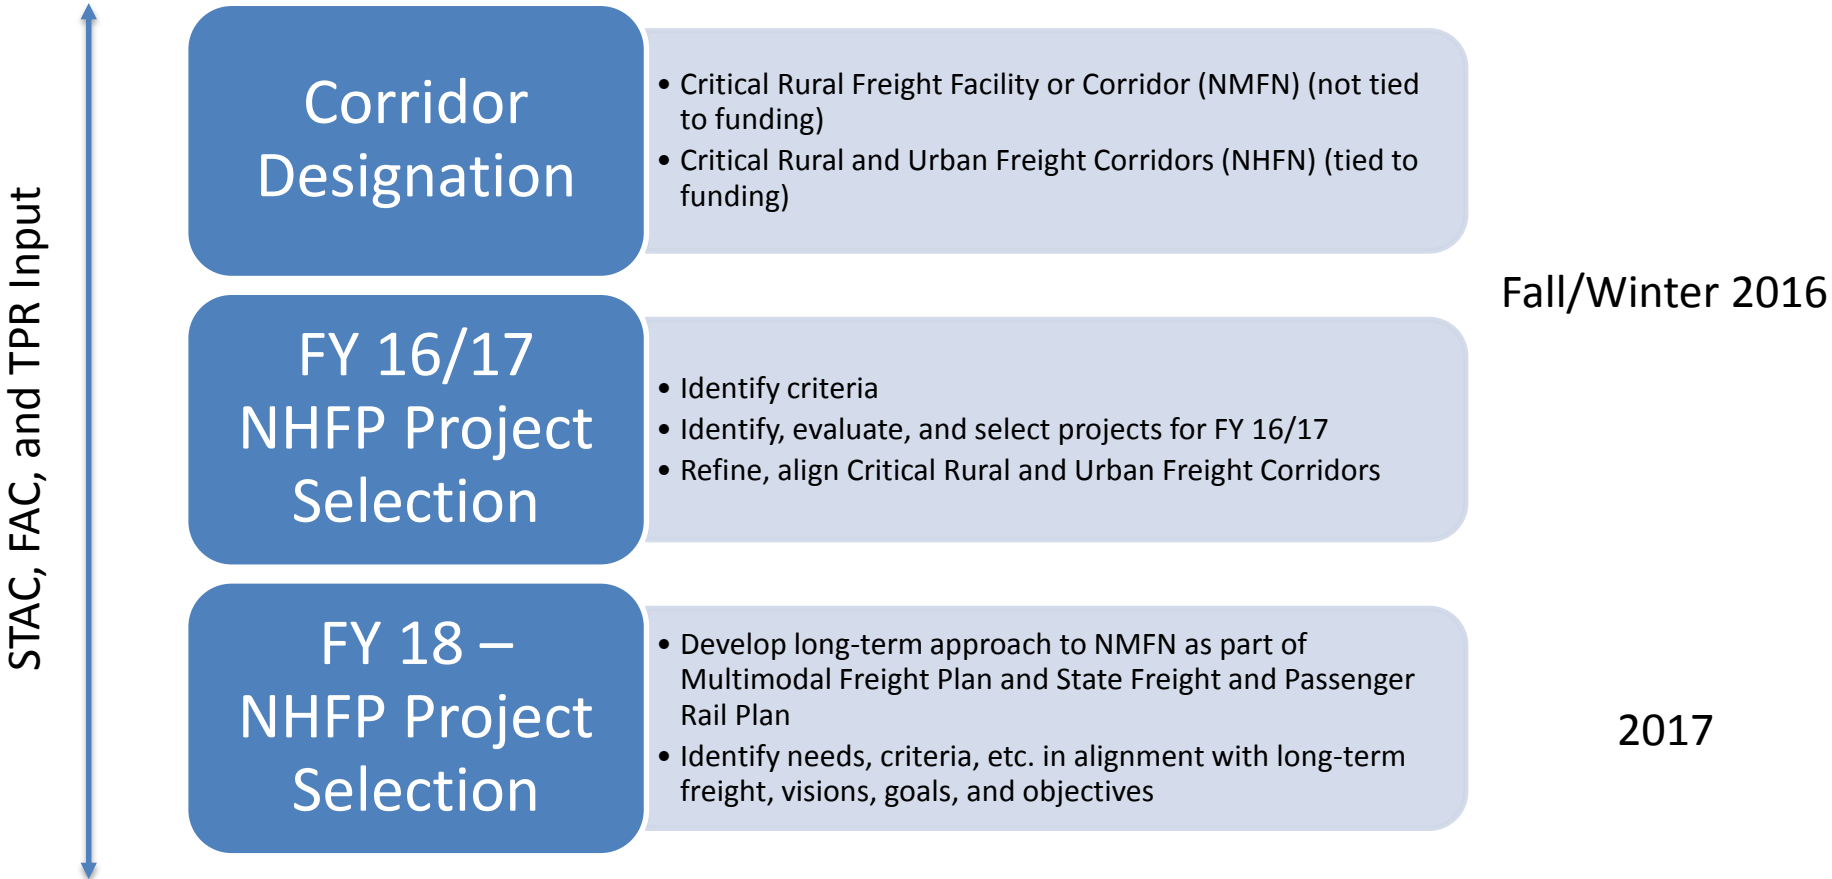 STAC, FAC, and TPR Input
Corridor
Designation
• Critical Rural Freight Facility or Corridor (NMFN) (not tied
to funding)
• Critical Rural and Urban Freight Corridors (NHFN) (tied to
funding)
Fall/Winter 2016
FY 16/17
NHFP Project
Selection
• Identify criteria
• Identify, evaluate, and select projects for FY 16/17
• Refine, align Critical Rural and Urban Freight Corridors
FY 18 –
NHFP Project
Selection
• Develop long-term approach to NMFN as part of
Multimodal Freight Plan and State Freight and Passenger
Rail Plan
• Identify needs, criteria, etc. in alignment with long-term
freight, visions, goals, and objectives
2017